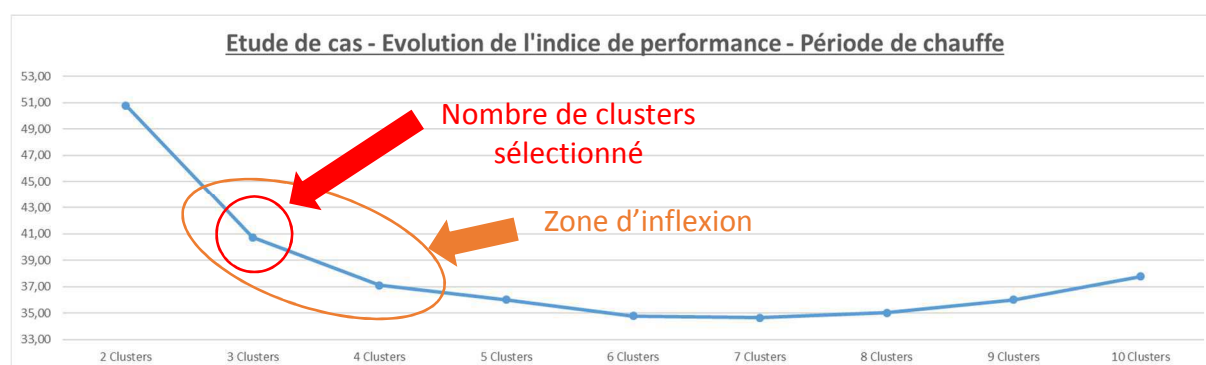 Etude de cas - Evolution de l'indice de performance - Période de chauffe
53,00
51,00
49,00
47,00
45,00
43,00
41,00
39,00
37,00
35,00
33,00
Nombre de clusters
sélectionné
Zone d’inflexion
2 Clusters 3 Clusters 4 Clusters 5 Clusters 6 Clusters 7 Clusters 8 Clusters 9 Clusters 10 Clusters